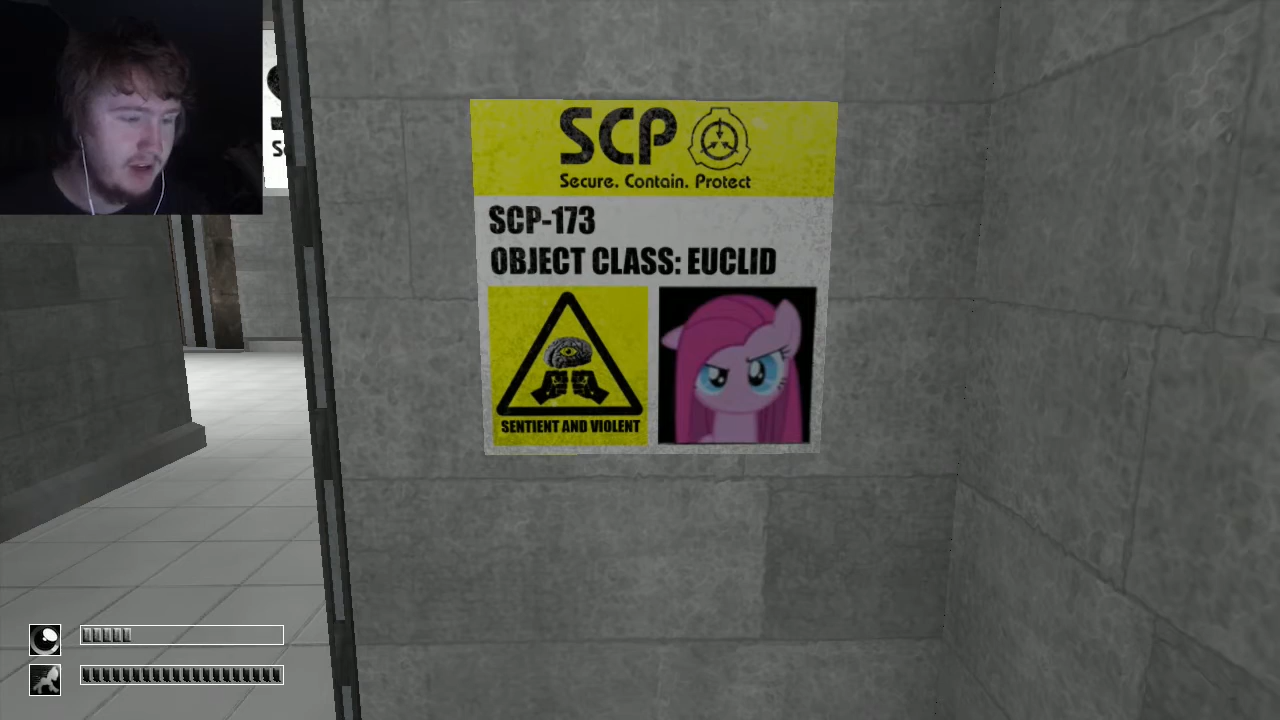 SCP
Secure. Contain. Protect
SCP-173
OBJECT CLASS: EUCLID
SENTIENT AND VIOLENT